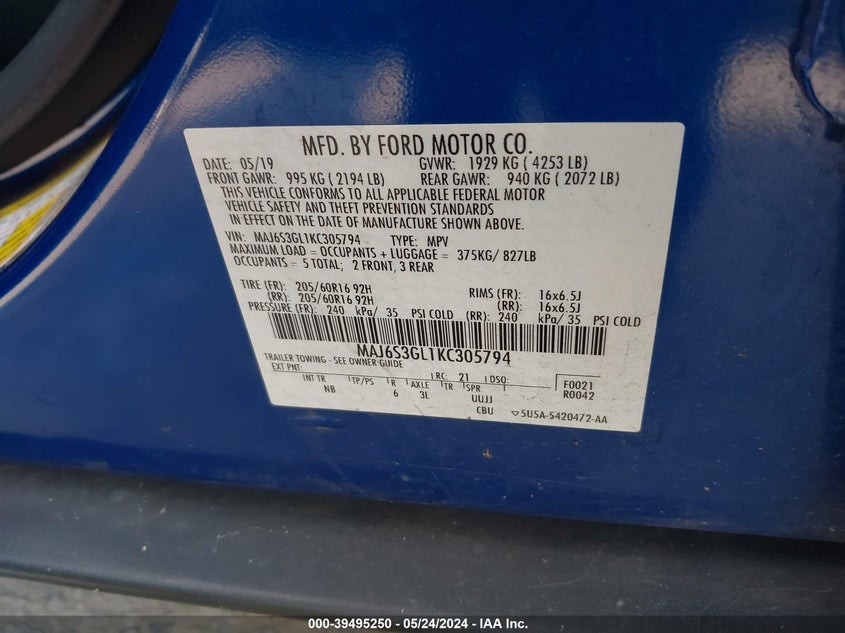 MFD. BY FORD MOTOR CO.
DATE: 05/19 GVWR: 1929 KG ( 4253 LB)
FRONT GAWR: 995 KG ( 2194 LB) REAR GAWR: 940 KG ( 2072 LB)
THIS VEHICLE CONFORMS TO ALL APPLICABLE FEDERAL MOTOR
VEHICLE SAFETY AND THEFT PREVENTION STANDARDS
IN EFFECT ON THE DATE OF MANUFACTURE SHOWN ABOVE.
VIN: MAJ6S3GL1KC305794 TYPE: MPV
MAXIMUM LOAD = OCCUPANTS + LUGGAGE = 375KG/ 827LB
OCCUPANTS = 5 TOTAL; 2 FRONT, 3 REAR
TIRE (FR): 205/60R16 92H RIMS (FR): 16x6.5J
(RR): 205/60R16 92H (RR): 16x6.5J
PRESSURE (FR): 240 kPa/ 35 PSI COLD (RR): 240 kPa/ 35 PSI COLD
MAJ6S3GL1KC305794
TRAILER TOWING - SEE OWNER GUIDE
EXT PNT: RC: 21 DSO: F0021
INT TR TP/PS R AXLE TR SPR R0042
NB 6 3L UUJJ
CBU 5U5A-5420472-AA
000-39495250 - 05/24/2024 - IAA Inc.